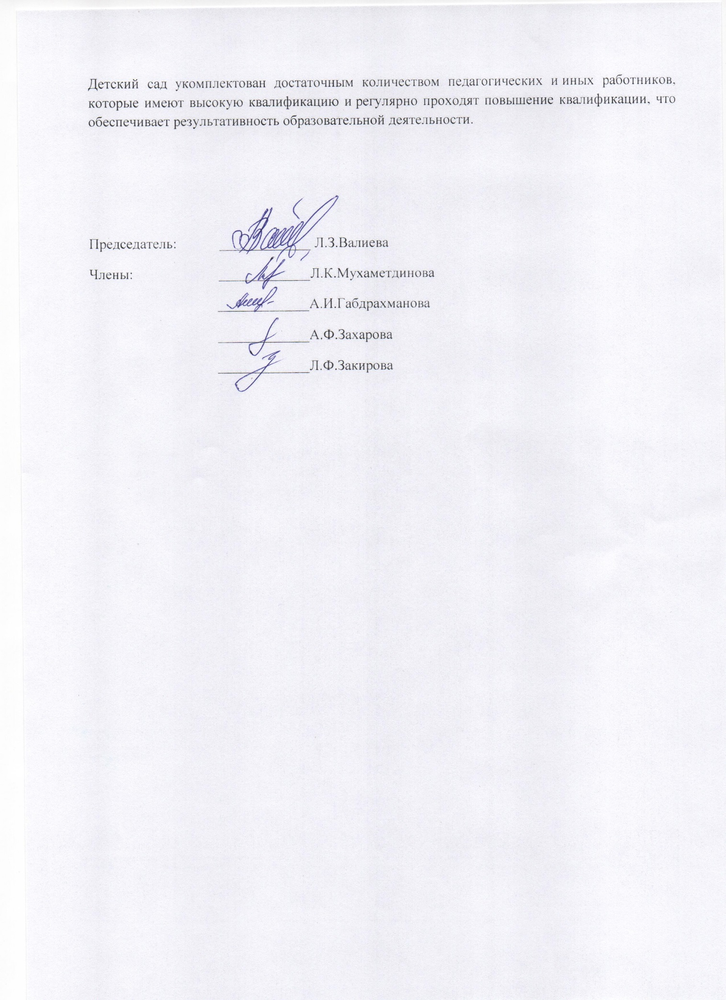 Детский сад укомплектован достаточным количеством педагогических и иных работников,
которые имеют высокую квалификацию и регулярно проходят повышение квалификации, что
обеспечивает результативность образовательной деятельности.
Председатель: Л.З.Валиева
Члены: Л.К.Мухаметдинова
А.И.Габдрахманова
А.Ф.Захарова
Л.Ф.Закирова